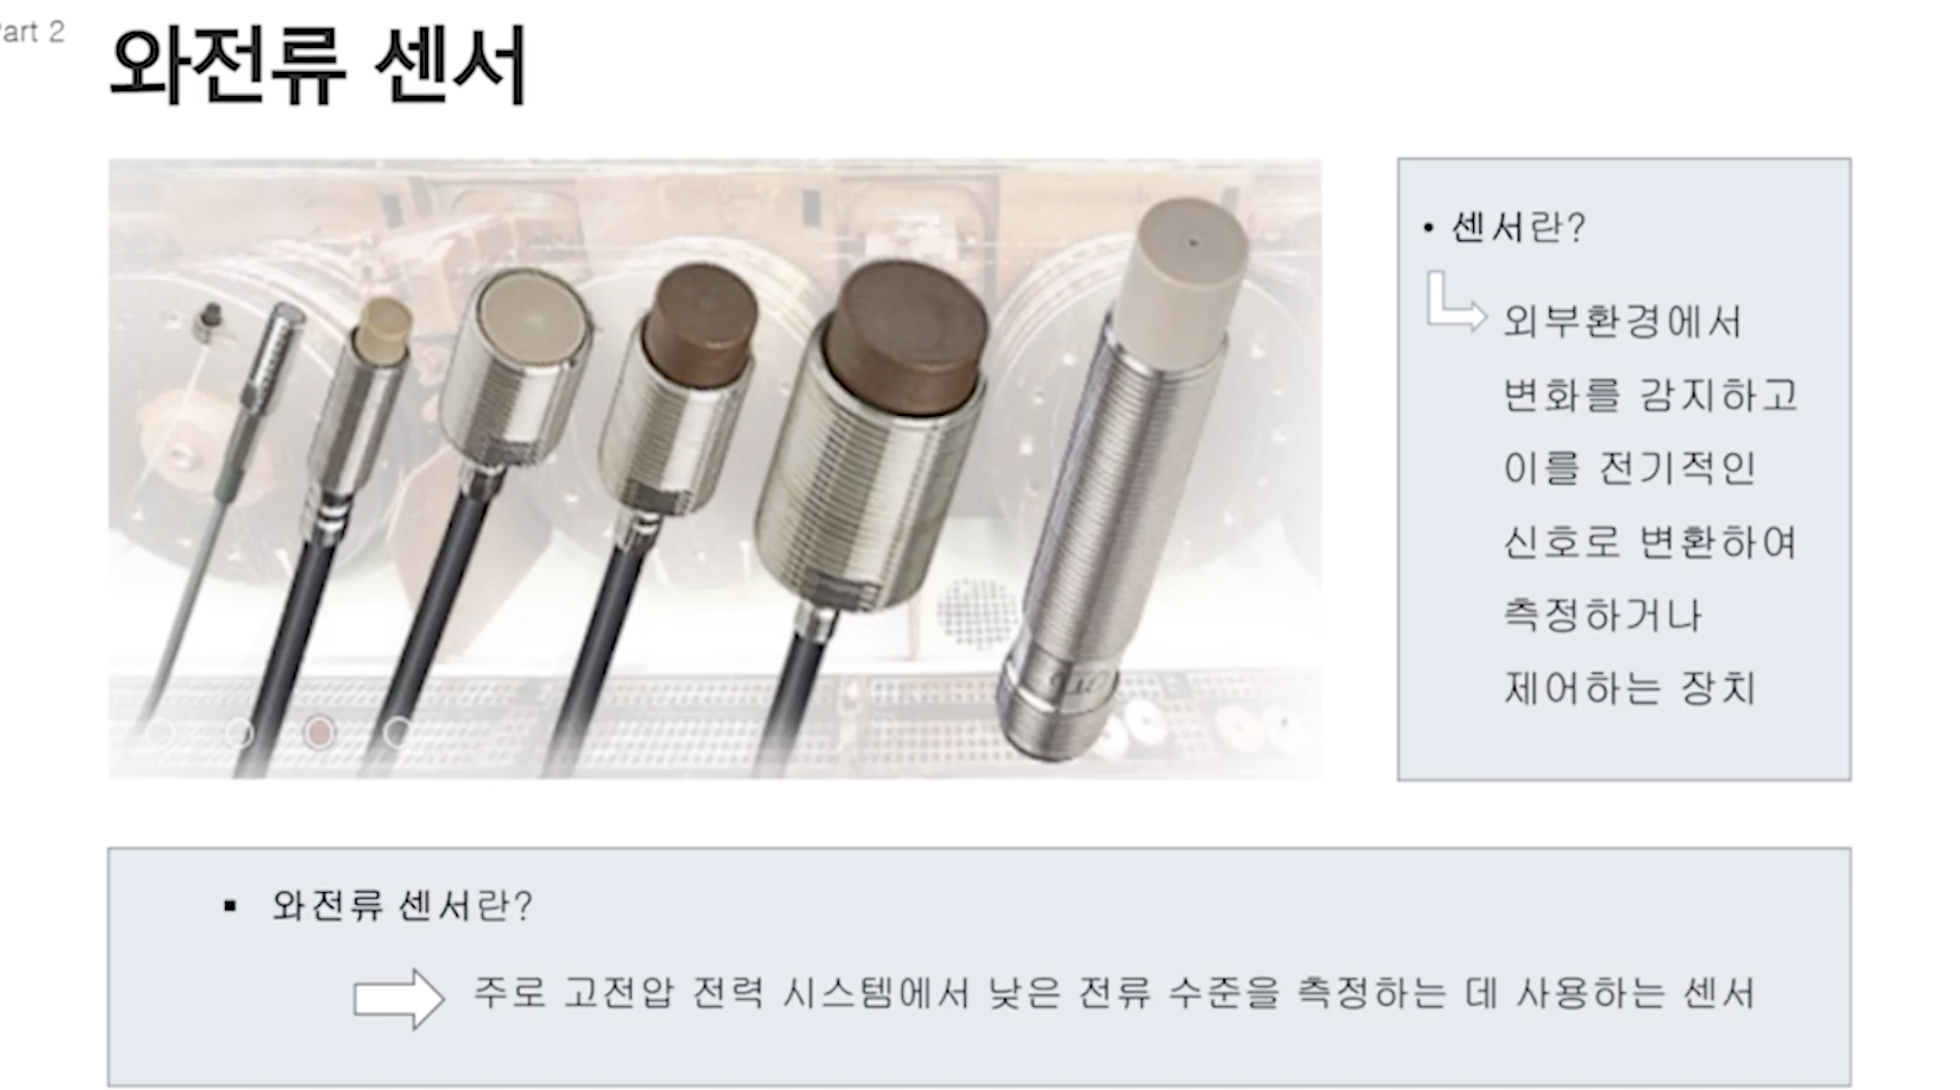 Part 2
와전류 센서
• 센서란?
외부환경에서
변화를 감지하고
이를 전기적인
신호로 변환하여
측정하거나
제어하는 장치
▪ 와전류 센서란?
주로 고전압 전력 시스템에서 낮은 전류 수준을 측정하는 데 사용하는 센서